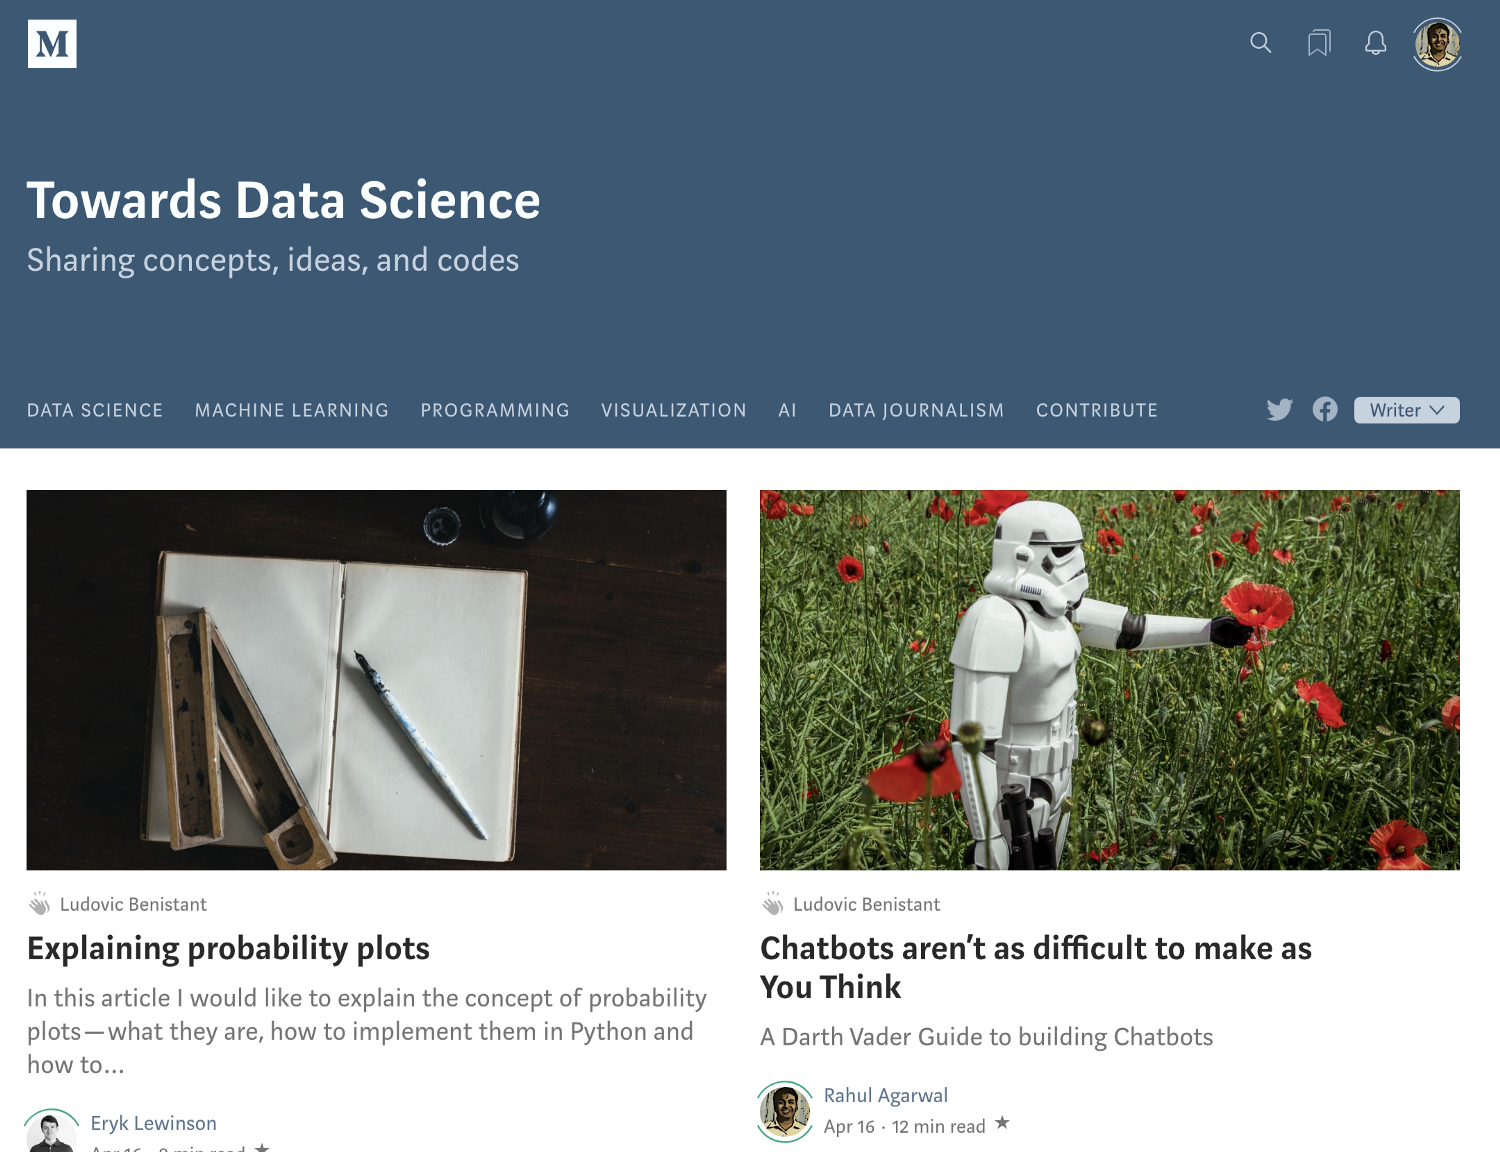 M
Towards Data Science
Sharing concepts, ideas, and codes
DATA SCIENCE MACHINE LEARNING PROGRAMMING VISUALIZATION AI DATA JOURNALISM CONTRIBUTE Writer
Ludovic Benistant
Explaining probability plots
In this article I would like to explain the concept of probability
plots — what they are, how to implement them in Python and
how to…
Eryk Lewinson
Ludovic Benistant
Chatbots aren’t as difficult to make as
You Think
A Darth Vader Guide to building Chatbots
Rahul Agarwal
Apr 16 · 12 min read ★